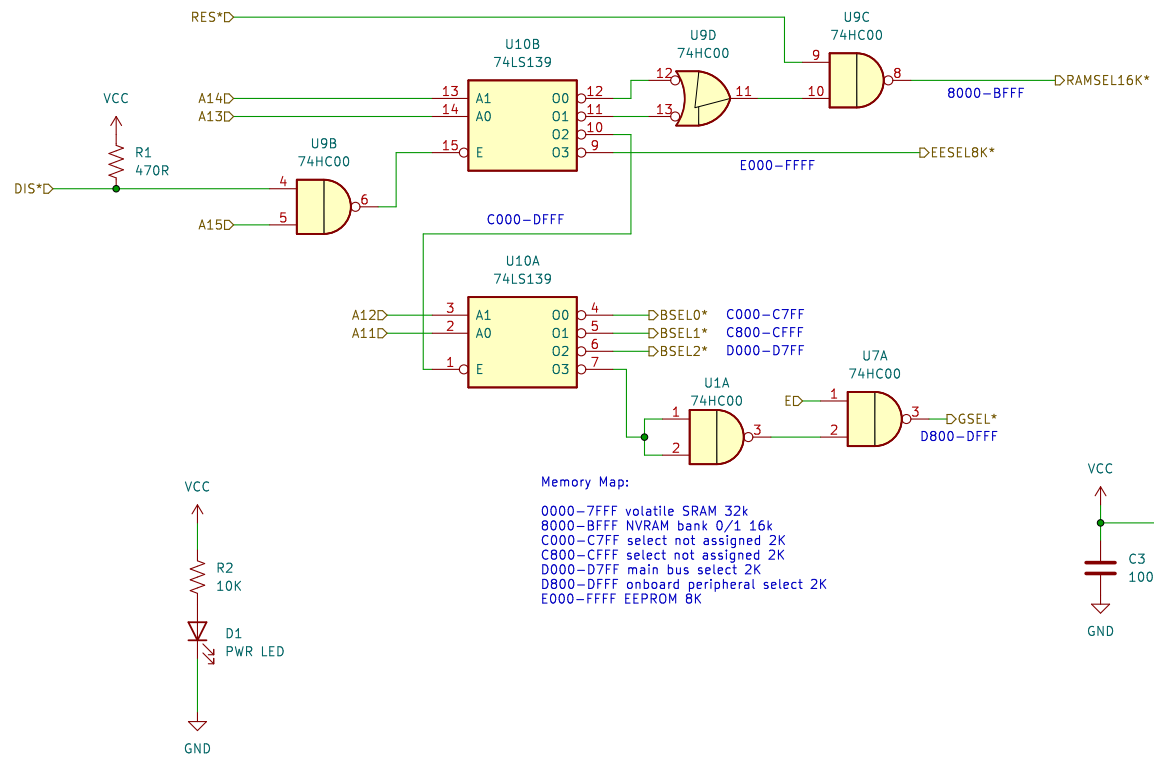 RES*
U9C
74HC00
9
10
8
RAMSEL16K*
8000-BFFF
U9D
74HC00
12
13
11
U10B
74LS139
A14
A13
13
14
15
A1
A0
E
O0
O1
O2
O3
12
11
10
9
EESEL8K*
E000-FFFF
VCC
R1
470R
DIS*
U9B
74HC00
4
5
6
A15
C000-DFFF
U10A
74LS139
A12
A11
3
2
1
A1
A0
E
O0
O1
O2
O3
4
5
6
7
BSEL0*
C000-C7FF
BSEL1*
C800-CFFF
BSEL2*
D000-D7FF
U1A
74HC00
1
2
3
U7A
74HC00
E
1
2
3
GSEL*
D800-DFFF
Memory Map:
0000-7FFF volatile SRAM 32k
8000-BFFF NVRAM bank 0/1 16k
C000-C7FF select not assigned 2K
C800-CFFF select not assigned 2K
D000-D7FF main bus select 2K
D800-DFFF onboard peripheral select 2K
E000-FFFF EEPROM 8K
VCC
R2
10K
D1
PWR LED
GND
VCC
C3
100
GND